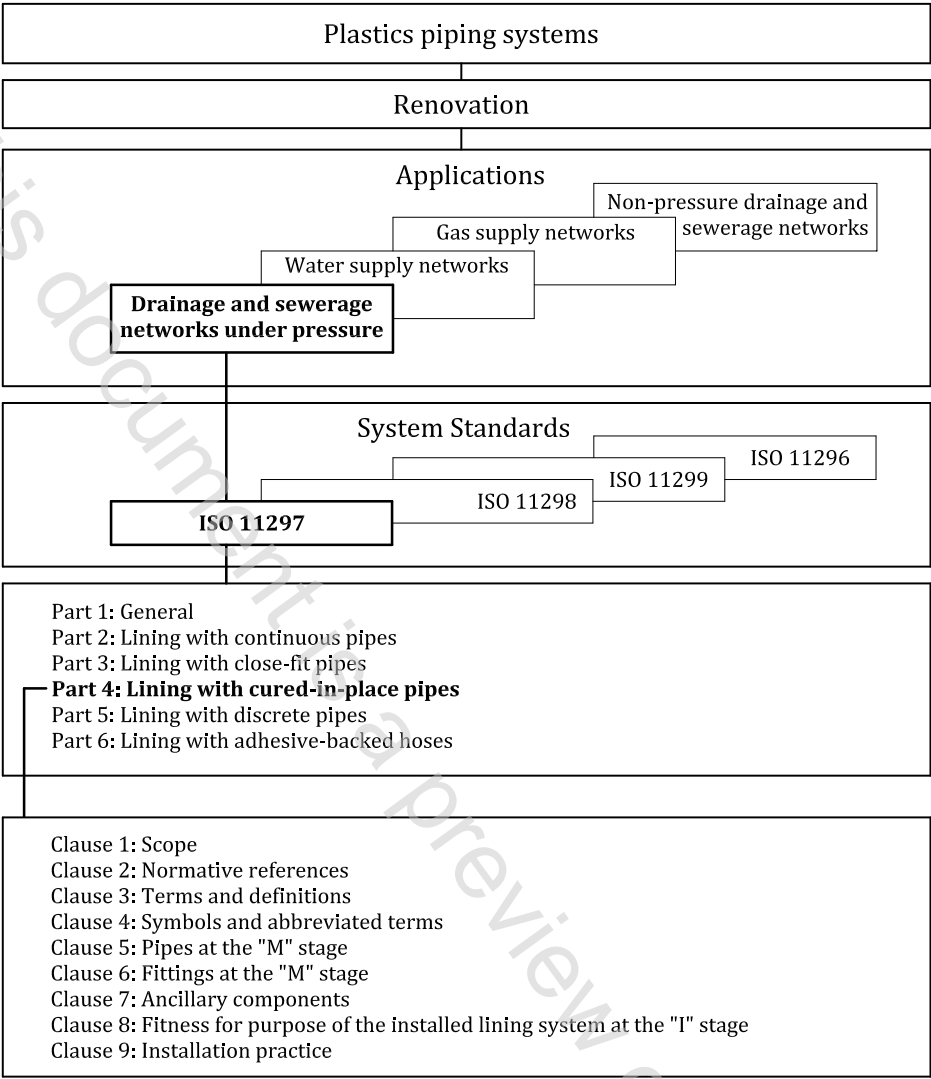 Plastics piping systems
Renovation
Applications
Non-pressure drainage and
sewerage networks
Gas supply networks
Water supply networks
Drainage and sewerage
networks under pressure
System Standards
ISO 11296
ISO 11299
ISO 11298
ISO 11297
Part 1: General
Part 2: Lining with continuous pipes
Part 3: Lining with close-fit pipes
Part 4: Lining with cured-in-place pipes
Part 5: Lining with discrete pipes
Part 6: Lining with adhesive-backed hoses
Clause 1: Scope
Clause 2: Normative references
Clause 3: Terms and definitions
Clause 4: Symbols and abbreviated terms
Clause 5: Pipes at the "M" stage
Clause 6: Fittings at the "M" stage
Clause 7: Ancillary components
Clause 8: Fitness for purpose of the installed lining system at the "I" stage
Clause 9: Installation practice
is document is a preview